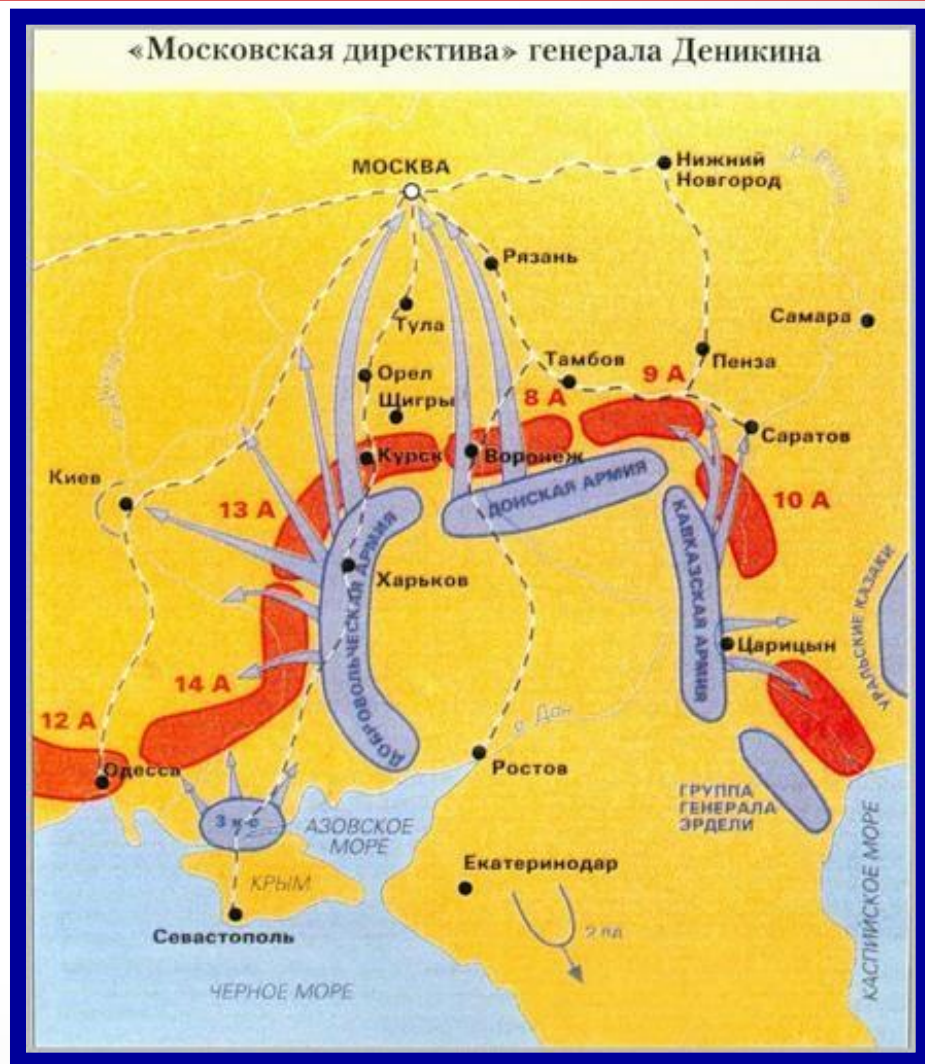 «Московская директива» генерала Деникина
МОСКВА
Нижний
Новгород
р. Волга
Рязань
Тула
Самара
Тамбов
Пенза
Орел
Щигры
8 А
9 А
Саратов
Киев
Курск
Воронеж
13 А
ДОНСКАЯ АРМИЯ
10 А
ДОБРОВОЛЬЧЕСКАЯ АРМИЯ
КАВКАЗСКАЯ АРМИЯ
Харьков
УРАЛЬСКИЕ КАЗАКИ
Царицын
14 А
12 А
р. Дон
Одесса
Ростов
ГРУППА
ГЕНЕРАЛА
ЭРДЕЛИ
3 к-с
АЗОВСКОЕ
МОРЕ
КРЫМ
Екатеринодар
КАСПИЙСКОЕ МОРЕ
Севастополь
ЧЕРНОЕ МОРЕ